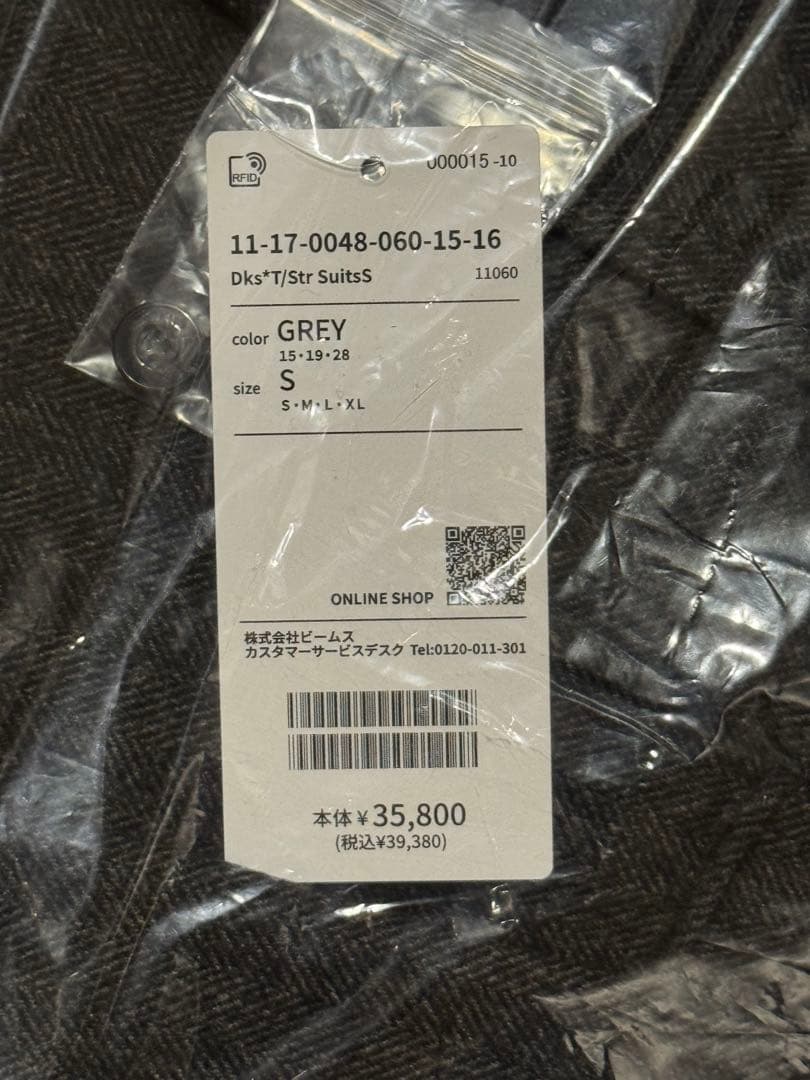 RFID
000015-10
11-17-0048-060-15-16
Dks*T/Str SuitsS 11060
color GREY
15・19・28
size S
S・M・L・XL
ONLINE SHOP
株式会社ビームス
カスタマーサービスデスク Tel:0120-011-301
本体¥35,800
(税込¥39,380)